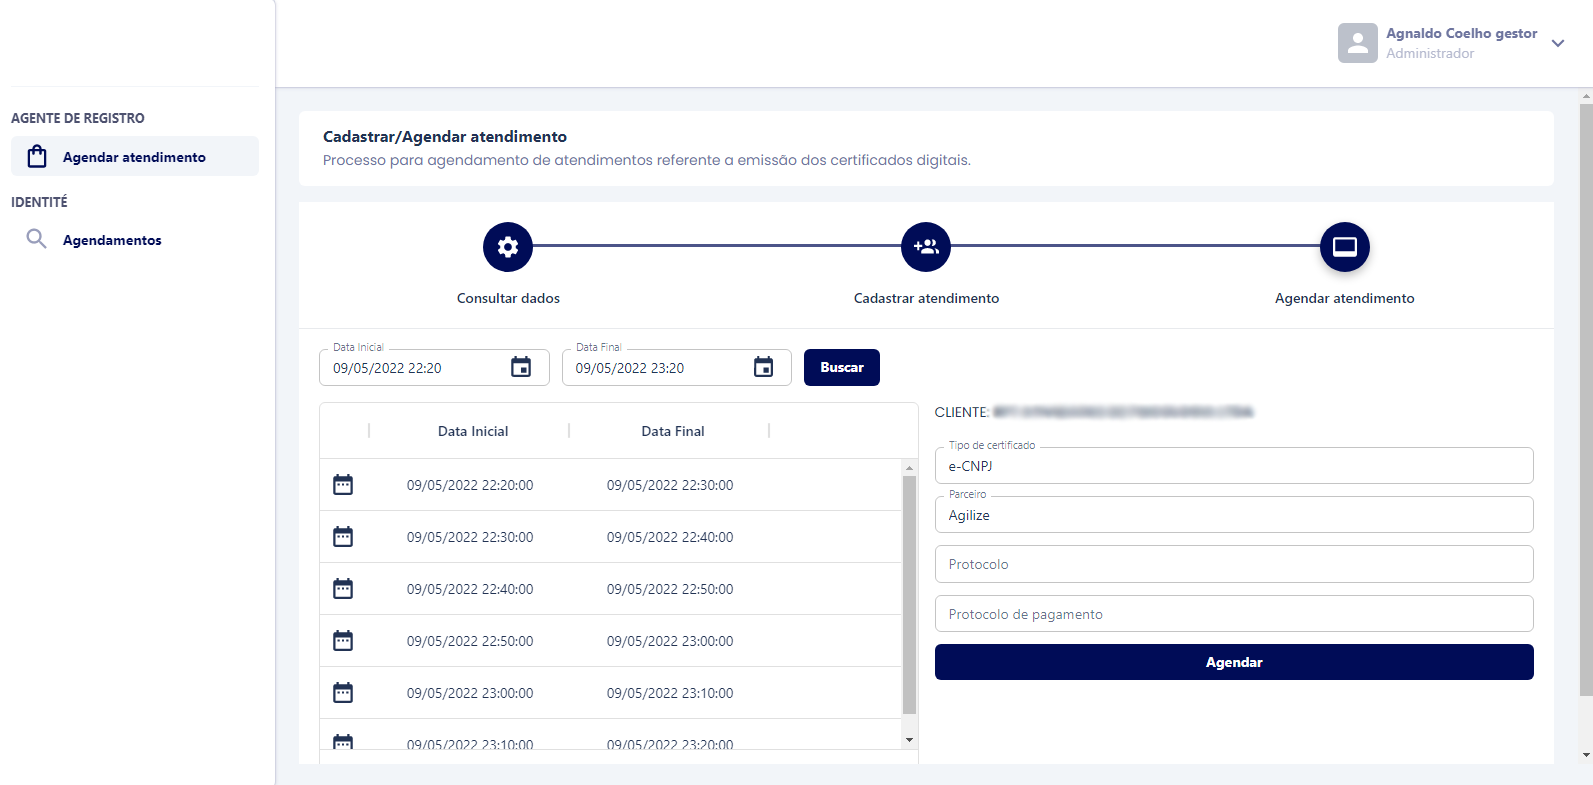 Agnaldo Coelho gestor
Administrador
AGENTE DE REGISTRO
Agendar atendimento
IDENTITÉ
Agendamentos
Cadastrar/Agendar atendimento
Processo para agendamento de atendimentos referente a emissão dos certificados digitais.
Consultar dados
Cadastrar atendimento
Agendar atendimento
Data Inicial
09/05/2022 22:20
Data Final
09/05/2022 23:20
Buscar
Data Inicial Data Final
09/05/2022 22:20:00 09/05/2022 22:30:00
09/05/2022 22:30:00 09/05/2022 22:40:00
09/05/2022 22:40:00 09/05/2022 22:50:00
09/05/2022 22:50:00 09/05/2022 23:00:00
09/05/2022 23:00:00 09/05/2022 23:10:00
09/05/2022 23:10:00 09/05/2022 23:20:00
CLIENTE:
Tipo de certificado
e-CNPJ
Parceiro
Agilize
Protocolo
Protocolo de pagamento
Agendar